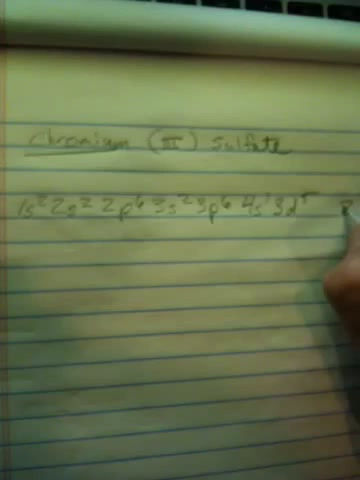 chromium (III) sulfate
1s² 2s² 2p⁶ 3s² 3p⁶ 4s¹ 3d⁵